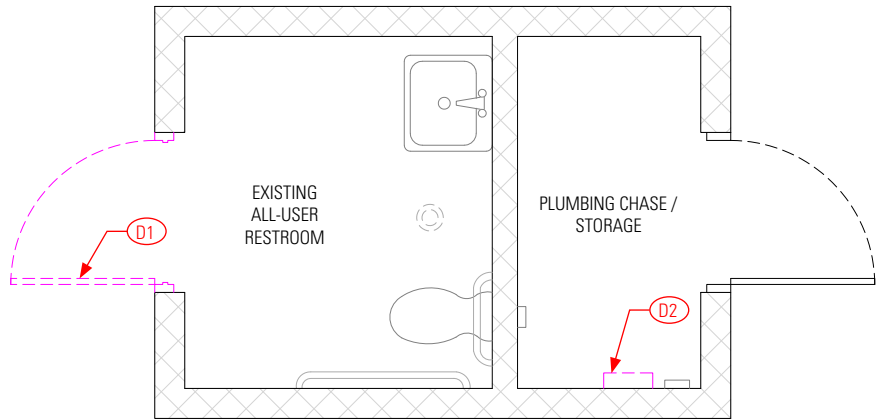 EXISTING
ALL-USER
RESTROOM
PLUMBING CHASE /
STORAGE
D1
D2